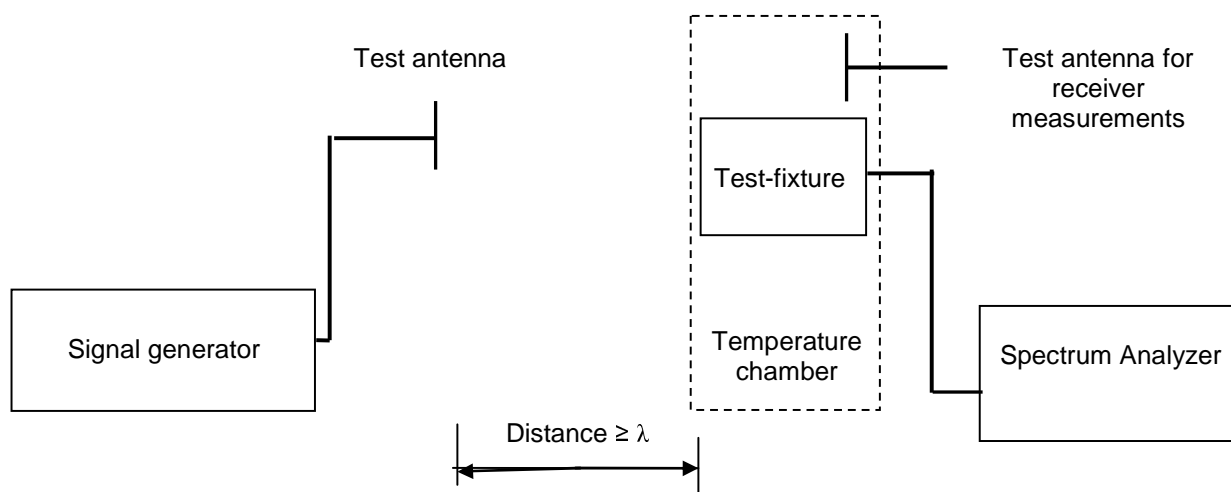 Test antenna
Test antenna for
receiver
measurements
Test-fixture
Signal generator
Temperature
chamber
Spectrum Analyzer
Distance ≥ λ